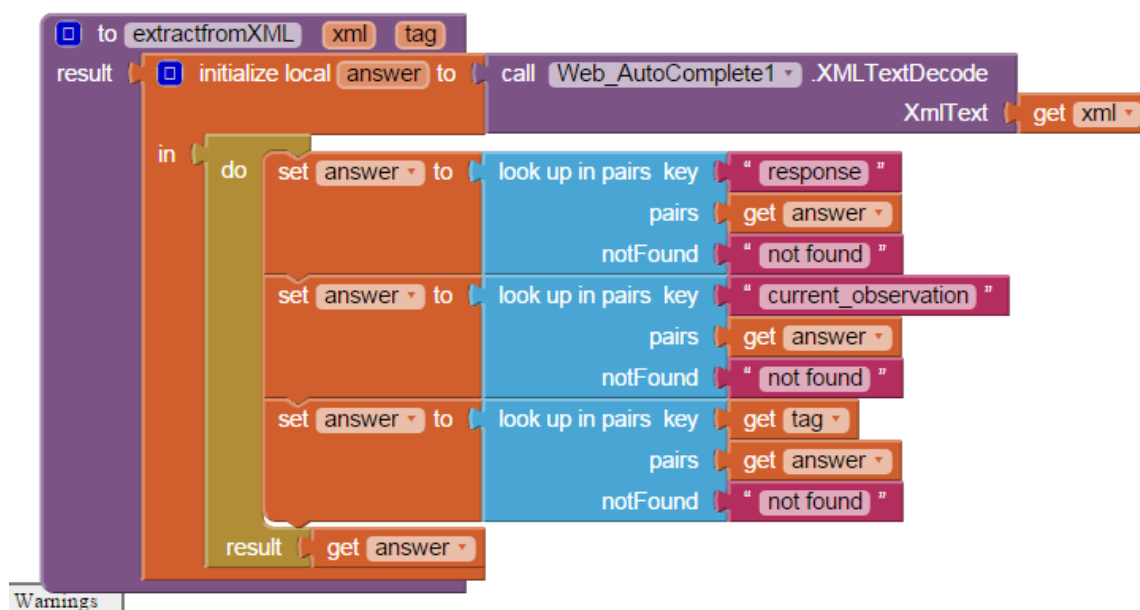 to extractfromXML xml tag
result initialize local answer to call Web_AutoComplete1 .XMLTextDecode
XmlText get xml
in do set answer to look up in pairs key " response "
pairs get answer
notFound " not found "
set answer to look up in pairs key " current_observation "
pairs get answer
notFound " not found "
set answer to look up in pairs key get tag
pairs get answer
notFound " not found "
result get answer
Warnings